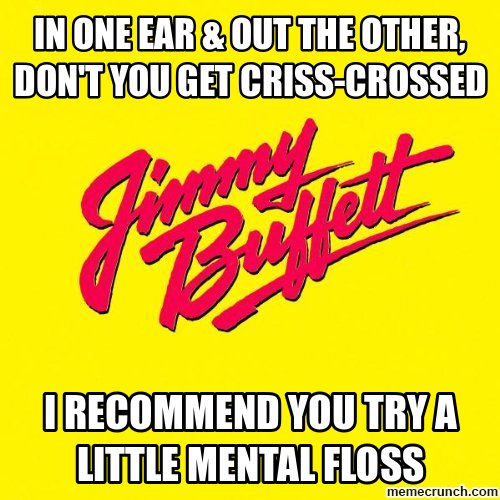 IN ONE EAR & OUT THE OTHER,
DON'T YOU GET CRISS-CROSSED
Jimmy
Buffett
I RECOMMEND YOU TRY A
LITTLE MENTAL FLOSS
memecrunch.com